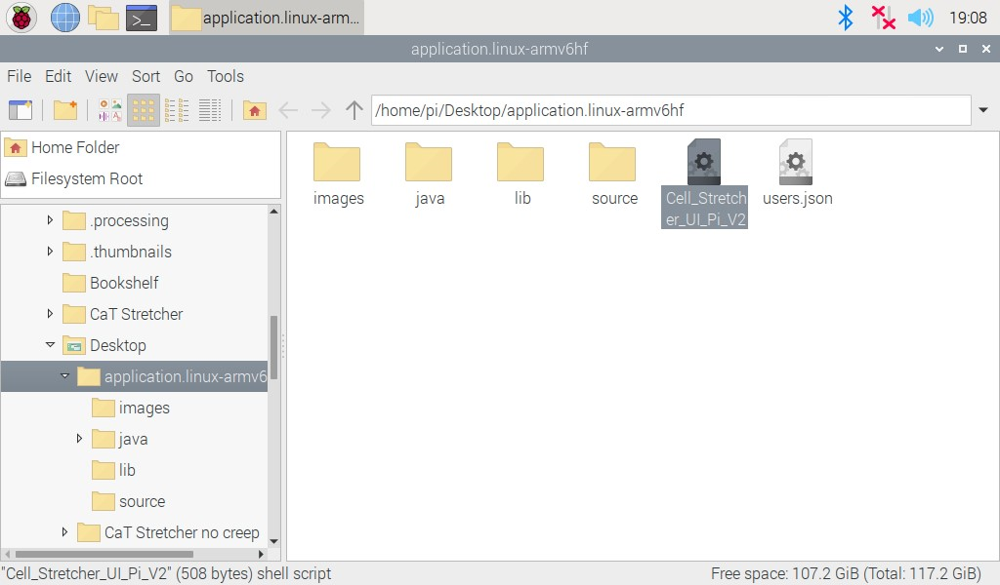 application.linux-arm...
19:08
application.linux-armv6hf
File Edit View Sort Go Tools
/home/pi/Desktop/application.linux-armv6hf
Home Folder
Filesystem Root
.processing
.thumbnails
Bookshelf
CaT Stretcher
Desktop
application.linux-armv6
images
java
lib
source
CaT Stretcher no creep
images
java
lib
source
Cell_Stretch
er_UI_Pi_V2
users.json
"Cell_Stretcher_UI_Pi_V2" (508 bytes) shell script
Free space: 107.2 GiB (Total: 117.2 GiB)